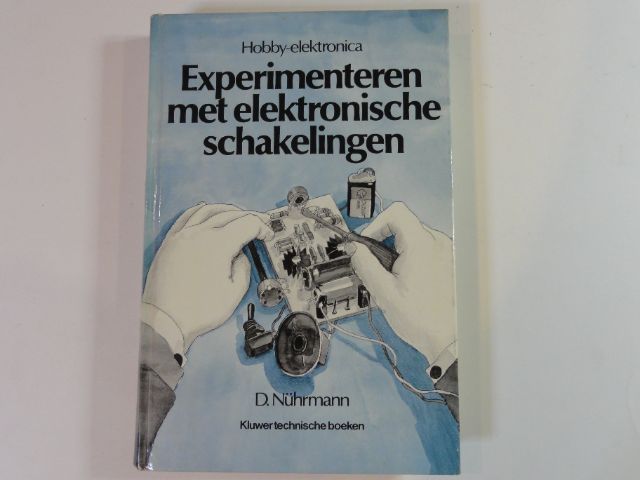 Hobby-elektronica
Experimenteren
met elektronische
schakelingen
D. Nührmann
Kluwer technische boeken